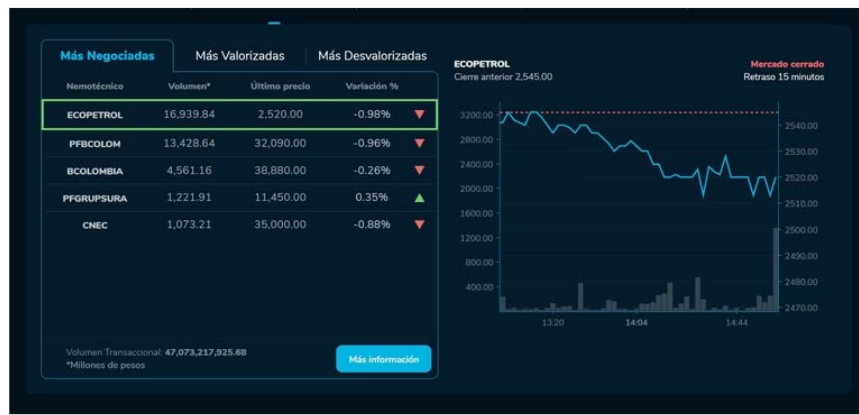 Más Negociadas Más Valorizadas Más Desvalorizadas
Nemotécnico Volumen* Último precio Variación %
ECOPETROL 16,939.84 2,520.00 -0.98%
PFBCOLOM 13,428.64 32,090.00 -0.96%
BCOLOMBIA 4,561.16 38,880.00 -0.26%
PFGRUPSURA 1,221.91 11,450.00 0.35%
CNEC 1,073.21 35,000.00 -0.88%
Volumen Transaccional: 47,073,217,925.68
*Millones de pesos
Más información
ECOPETROL
Cierre anterior 2,545.00
Mercado cerrado
Retraso 15 minutos
3200.00
2800.00
2400.00
2000.00
1600.00
1200.00
800.00
400.00
2540.00
2530.00
2520.00
2510.00
2500.00
2490.00
2480.00
2470.00
13:20 14:04 14:44